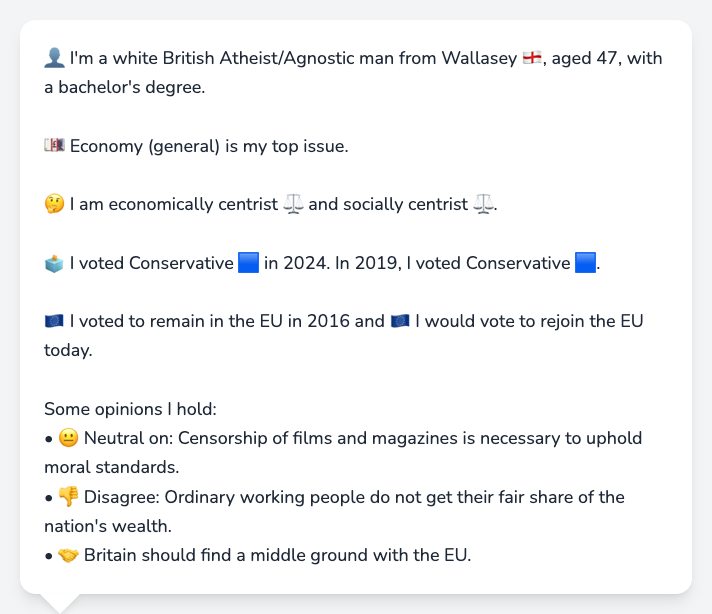 👤 I'm a white British Atheist/Agnostic man from Wallasey 🏴󠁧󠁢󠁥󠁮󠁧󠁿, aged 47, with
a bachelor's degree.
💷 Economy (general) is my top issue.
🤔 I am economically centrist ⚖️ and socially centrist ⚖️.
🗳️ I voted Conservative 🟦 in 2024. In 2019, I voted Conservative 🟦.
🇪🇺 I voted to remain in the EU in 2016 and 🇪🇺 I would vote to rejoin the EU
today.
Some opinions I hold:
• 😐 Neutral on: Censorship of films and magazines is necessary to uphold
moral standards.
• 👎 Disagree: Ordinary working people do not get their fair share of the
nation's wealth.
• 🤝 Britain should find a middle ground with the EU.